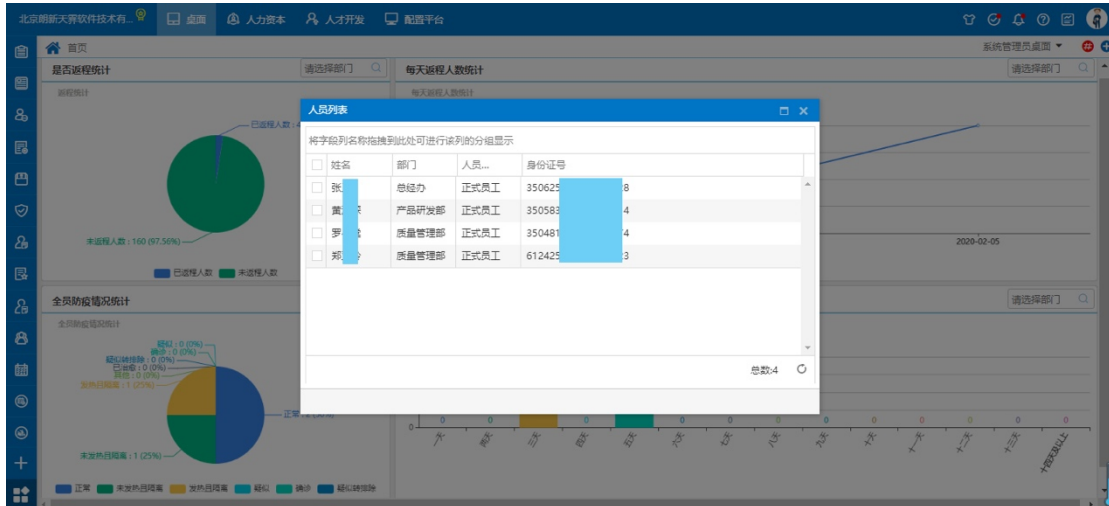 北京朗新天霁软件技术有... 桌面 人力资本 人才开发 配置平台
首页 系统管理员桌面
是否返程统计 请选择部门 每天返程人数统计 请选择部门
返程统计 每天返程人数统计
人员列表
已返程人数 : 4
将字段列名称拖拽到此处可进行该列的分组显示
姓名 部门 人员... 身份证号
张 总经办 正式员工 350625 8
董 产品研发部 正式员工 350583 4
罗 质量管理部 正式员工 350481 4
郑 质量管理部 正式员工 612425 3
未返程人数 : 160 (97.56%) 2020-02-05
已返程人数 未返程人数
全员防疫情况统计 请选择部门
全员防疫情况统计
疑似 : 0 (0%)
确诊 : 0 (0%)
疑似转排除 : 0 (0%)
已治愈 : 0 (0%)
其他 : 0 (0%)
发热且隔离 : 1 (25%)
总数:4
正常
0 0 0 0 0 0 0 0 0 0 0 0 0
一天 两天 三天 四天 五天 六天 七天 八天 九天 十天 十一天 十二天 十三天 十四天及以上
未发热且隔离 : 1 (25%)
正常 未发热且隔离 发热且隔离 疑似 确诊 疑似转排除